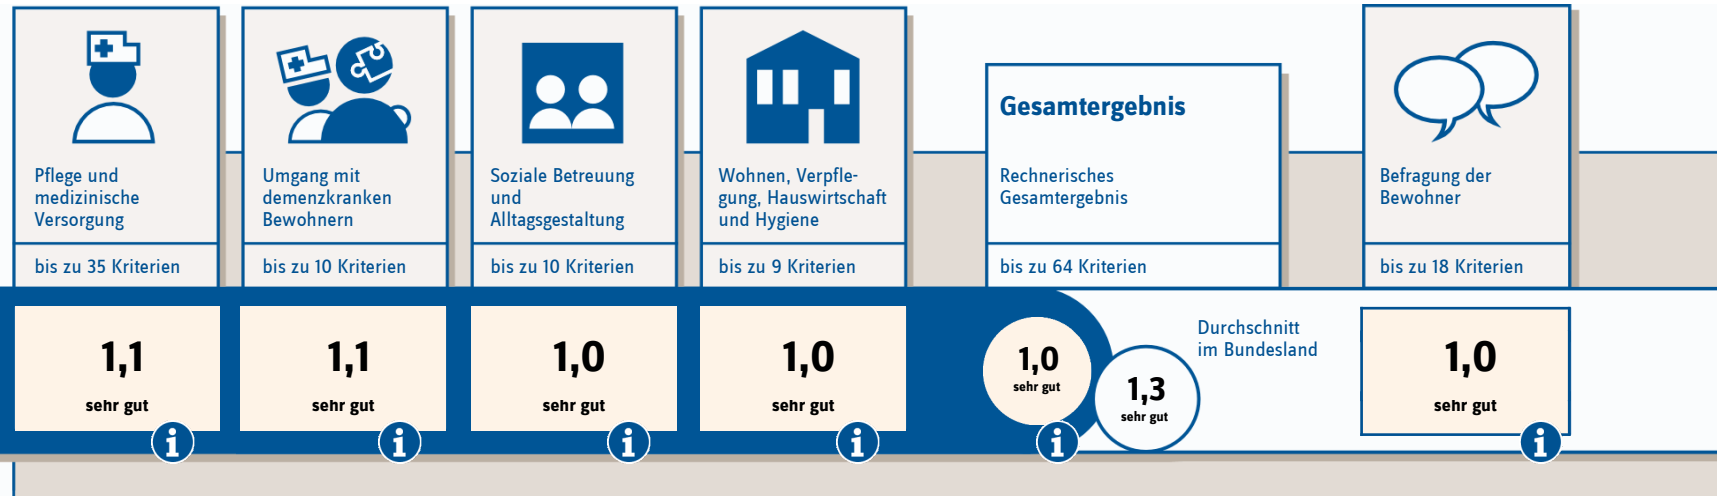 Pflege und
medizinische
Versorgung
bis zu 35 Kriterien
1,1
sehr gut
Umgang mit
demenzkranken
Bewohnern
bis zu 10 Kriterien
1,1
sehr gut
Soziale Betreuung
und
Alltagsgestaltung
bis zu 10 Kriterien
1,0
sehr gut
Wohnen, Verpfle-
gung, Hauswirtschaft
und Hygiene
bis zu 9 Kriterien
1,0
sehr gut
Gesamtergebnis
Rechnerisches
Gesamtergebnis
bis zu 64 Kriterien
1,0
sehr gut
1,3
sehr gut
Durchschnitt
im Bundesland
Befragung der
Bewohner
bis zu 18 Kriterien
1,0
sehr gut